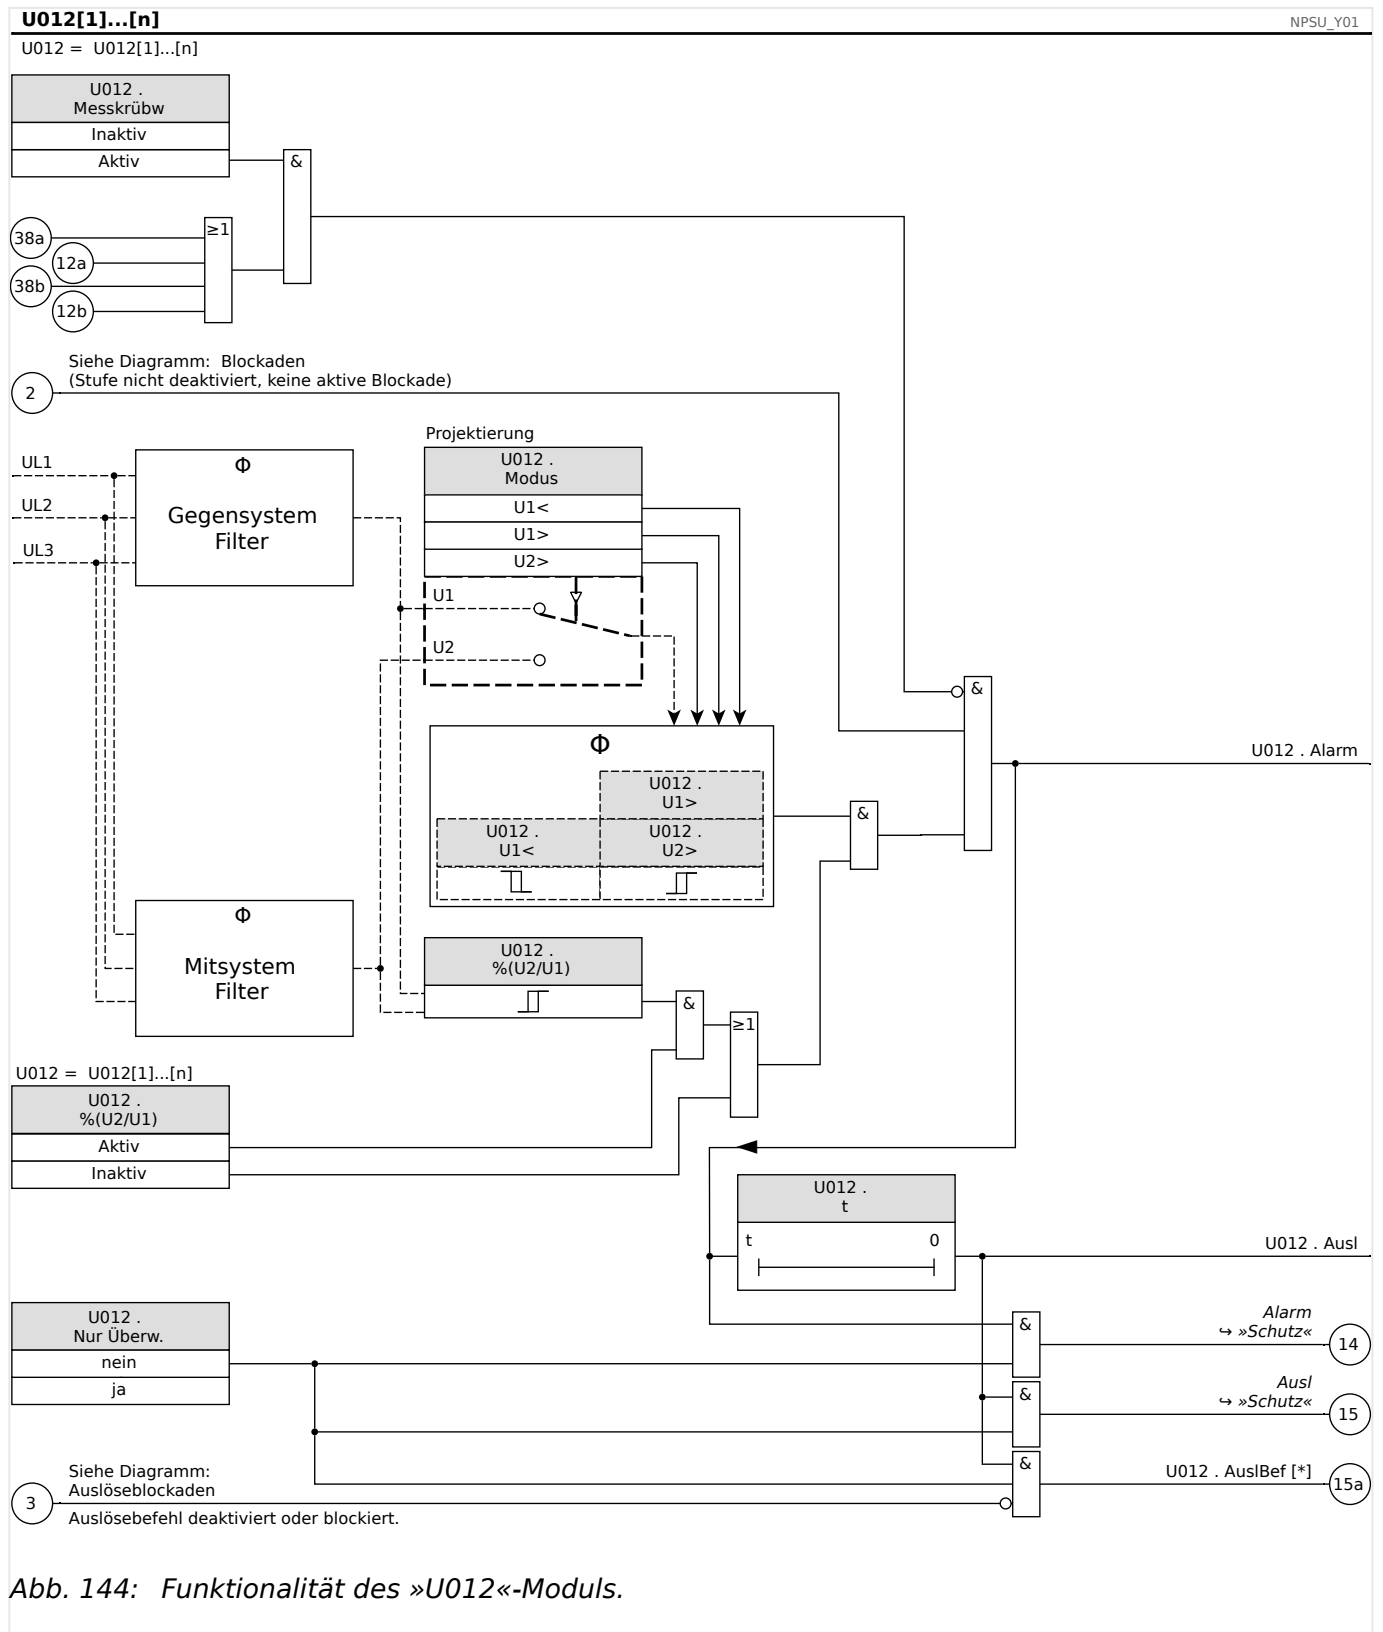 U012[1]...[n]
NPSU_Y01
U012 = U012[1]...[n]
U012 .
Messkrübw
Inaktiv
Aktiv
&
38a
12a
38b
12b
≥1
Siehe Diagramm: Blockaden
(Stufe nicht deaktiviert, keine aktive Blockade)
2
UL1
UL2
UL3
Φ
Gegensystem
Filter
Projektierung
U012 .
Modus
U1<
U1>
U2>
U1
U2
&
U012 . Alarm
Φ
U012 .
U1>
U012 .
U1<
U012 .
U2>
&
Φ
Mitsystem
Filter
U012 .
%(U2/U1)
&
≥1
U012 = U012[1]...[n]
U012 .
%(U2/U1)
Aktiv
Inaktiv
U012 .
t
t
0
U012 . Ausl
U012 .
Nur Überw.
nein
ja
&
Alarm
↪ »Schutz«
14
&
Ausl
↪ »Schutz«
15
&
U012 . AuslBef [*]
15a
Siehe Diagramm:
Auslöseblockaden
3
Auslösebefehl deaktiviert oder blockiert.
Abb. 144: Funktionalität des »U012«-Moduls.